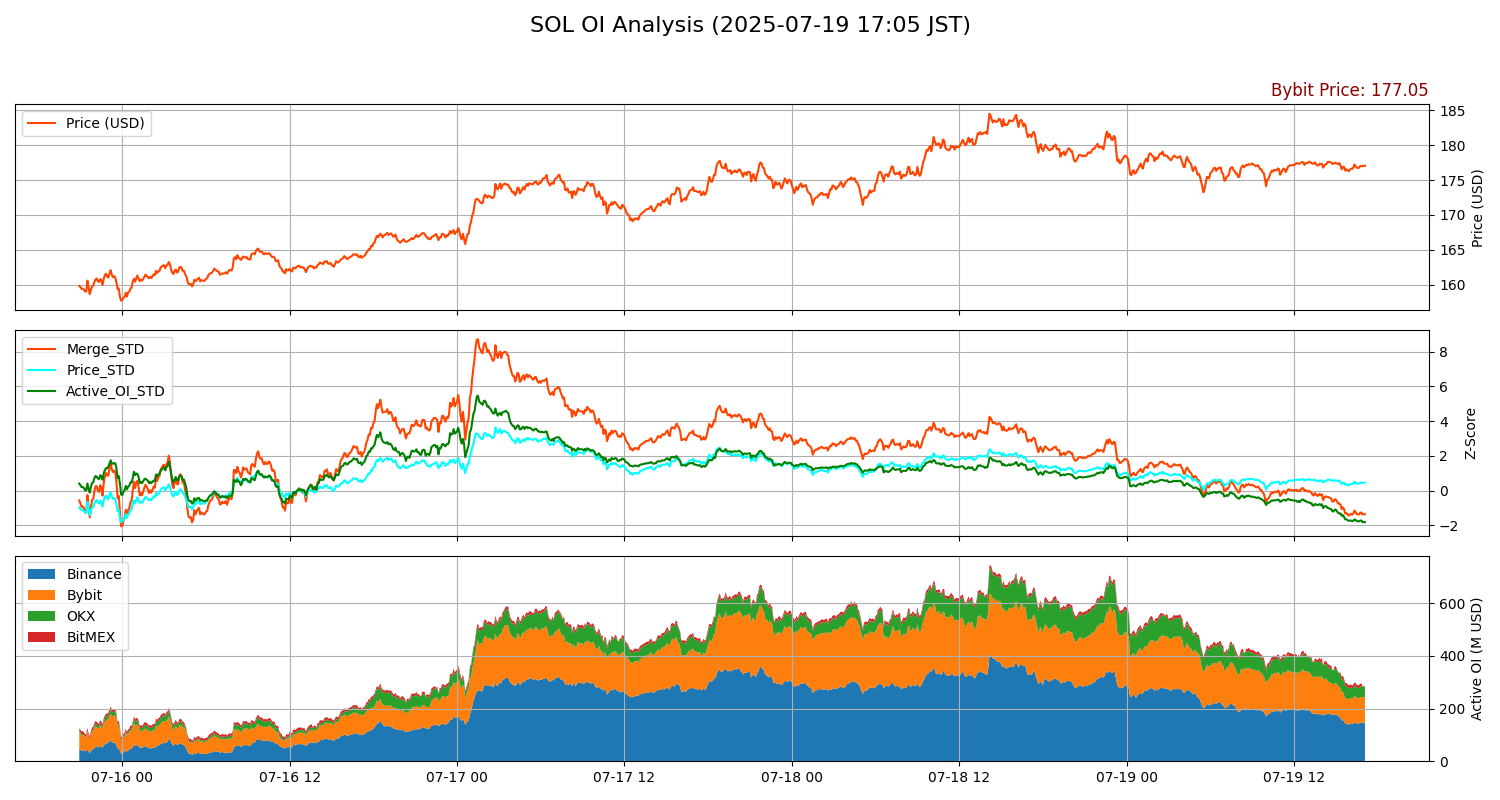 SOL OI Analysis (2025-07-19 17:05 JST)
Bybit Price: 177.05
Price (USD)
185
180
175
170
165
160
Price (USD)
Merge_STD
Price_STD
Active_OI_STD
8
6
4
2
0
−2
Z-Score
Binance
Bybit
OKX
BitMEX
600
400
200
0
Active OI (M USD)
07-16 00 07-16 12 07-17 00 07-17 12 07-18 00 07-18 12 07-19 00 07-19 12